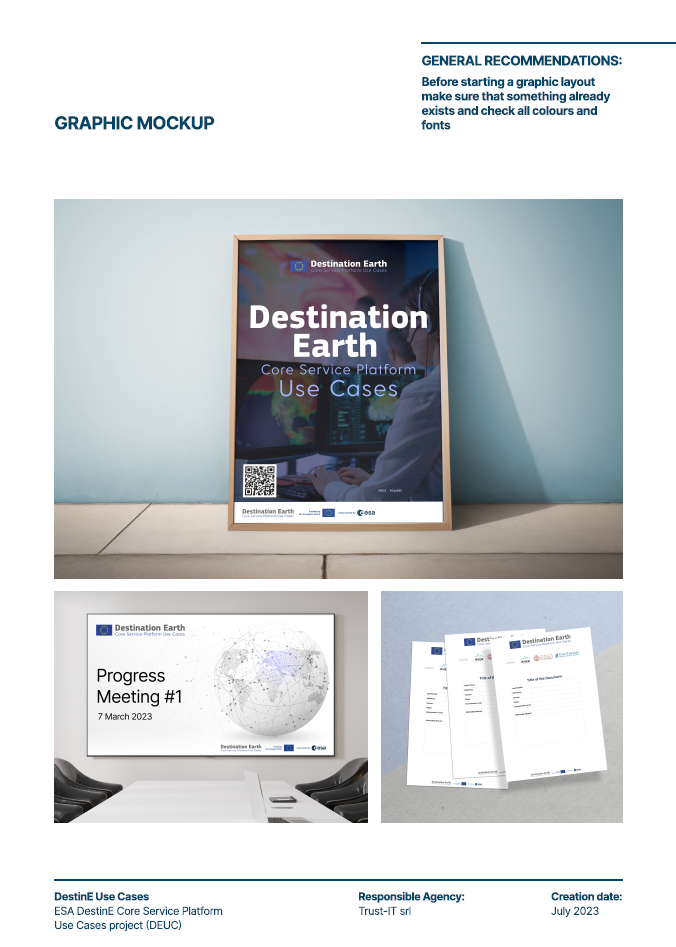 GENERAL RECOMMENDATIONS:
Before starting a graphic layout
make sure that something already
exists and check all colours and
fonts
GRAPHIC MOCKUP
Destination Earth
Core Service Platform Use Cases
Destination
Earth
Core Service Platform
Use Cases
Destination Earth
Core Service Platform Use Cases
esa
Destination Earth
Core Service Platform Use Cases
Progress
Meeting #1
7 March 2023
Destination Earth
Core Service Platform Use Cases
esa
Destination Earth
Title of the Document
DestinE Use Cases
ESA DestinE Core Service Platform
Use Cases project (DEUC)
Responsible Agency:
Trust-IT srl
Creation date:
July 2023